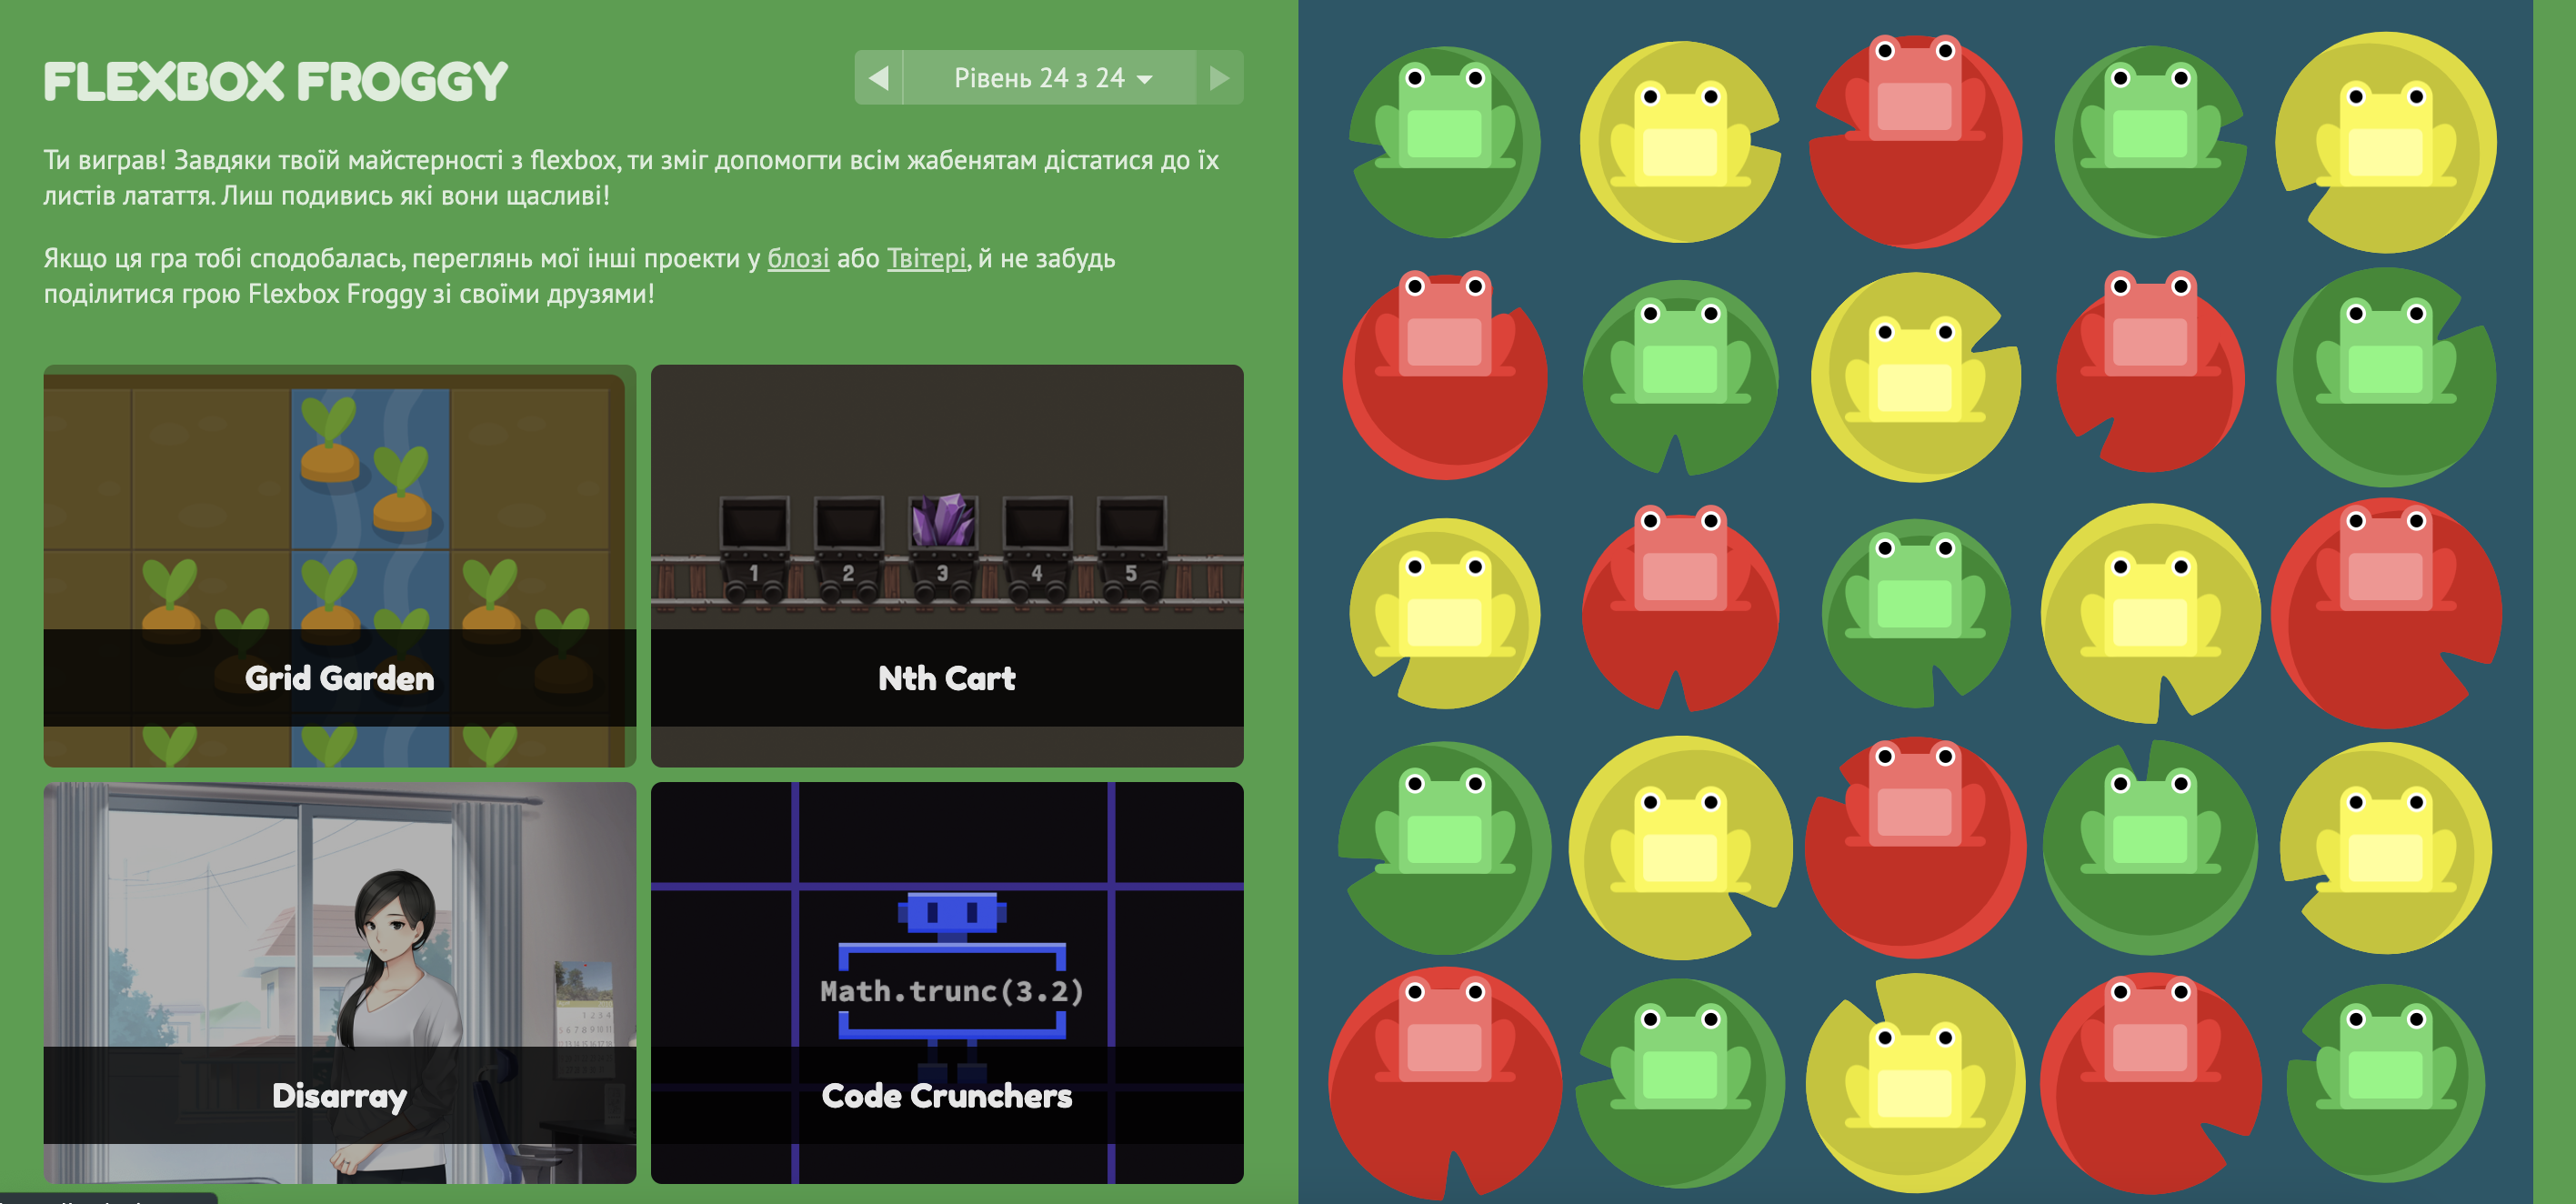 FLEXBOX FROGGY
Рівень 24 з 24
Ти виграв! Завдяки твоїй майстерності з flexbox, ти зміг допомогти всім жабенятам дістатися до їх
листів латаття. Лиш подивись які вони щасливі!
Якщо ця гра тобі сподобалась, переглянь мої інші проекти у блозі або Твітері, й не забудь
поділитися грою Flexbox Froggy зі своїми друзями!
Grid Garden
1 2 3 4 5
Nth Cart
Disarray
Math.trunc(3.2)
Code Crunchers